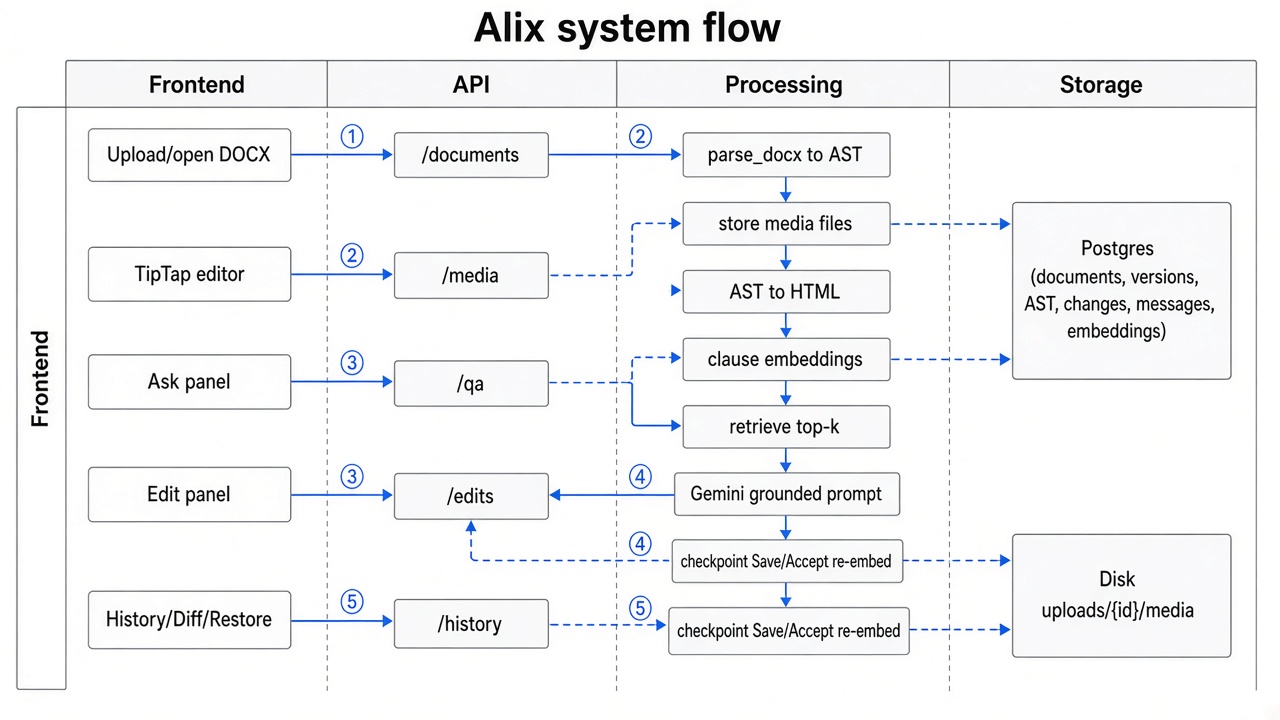 Alix system flow
Frontend
API
Processing
Storage
Frontend
Upload/open DOCX
①
/documents
②
parse_docx to AST
store media files
TipTap editor
②
/media
AST to HTML
Postgres
(documents, versions,
AST, changes, messages,
embeddings)
Ask panel
③
/qa
clause embeddings
retrieve top-k
Edit panel
③
/edits
④
Gemini grounded prompt
④
checkpoint Save/Accept re-embed
Disk
uploads/{id}/media
History/Diff/Restore
⑤
/history
⑤
checkpoint Save/Accept re-embed